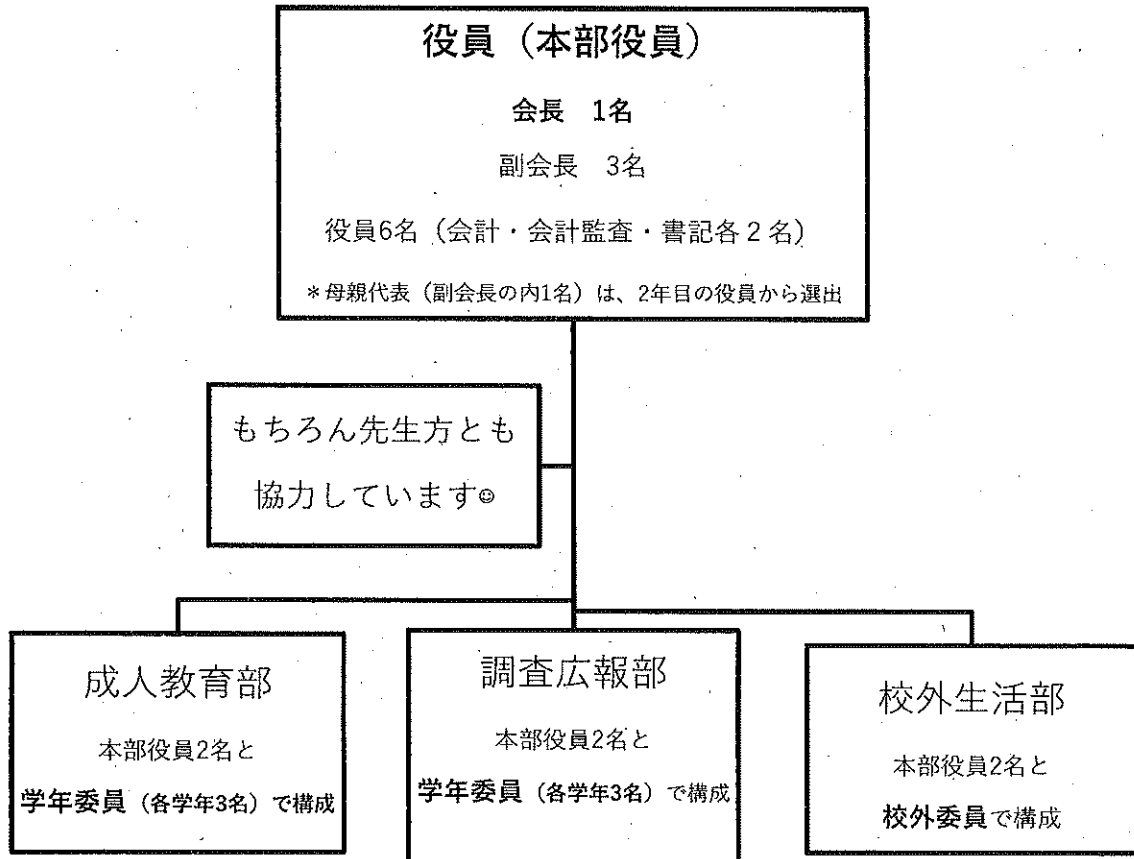 役員（本部役員）
会長　1名
副会長　3名
役員6名（会計・会計監査・書記各２名）
＊母親代表（副会長の内1名）は、2年目の役員から選出
もちろん先生方とも
協力しています☺
成人教育部
本部役員2名と
学年委員（各学年3名）で構成
調査広報部
本部役員2名と
学年委員（各学年3名）で構成
校外生活部
本部役員2名と
校外委員で構成